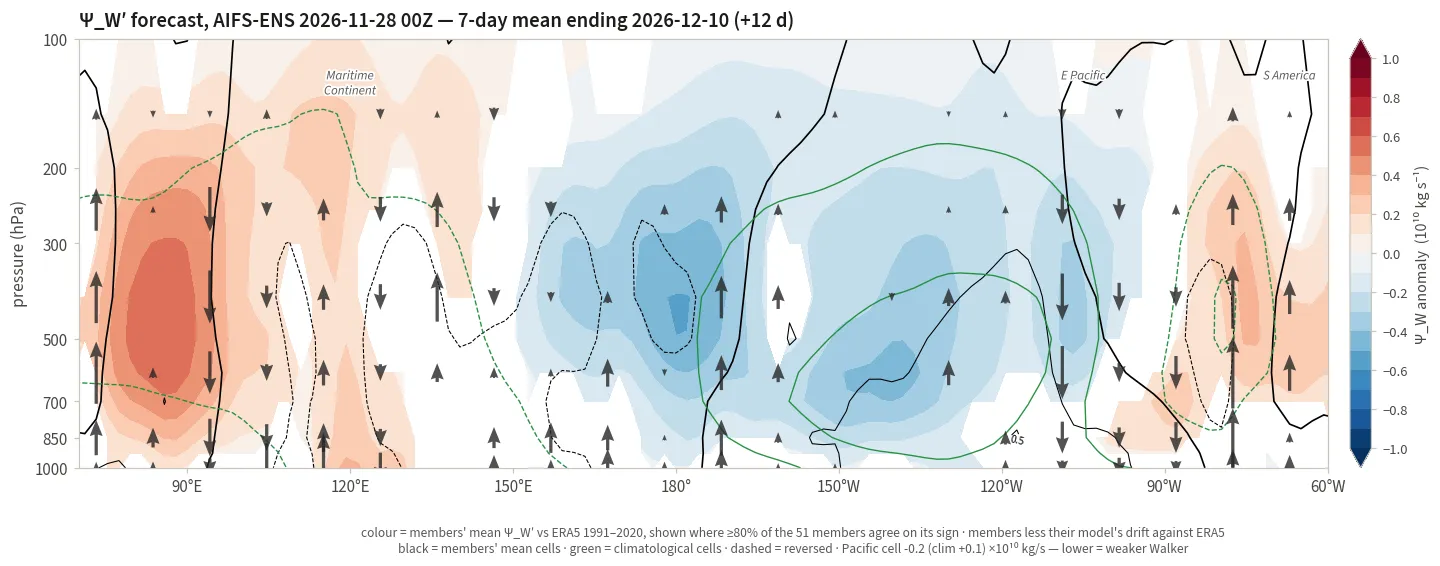 Ψ_W′ forecast, AIFS-ENS 2026-11-28 00Z — 7-day mean ending 2026-12-10 (+12 d)
100
200
300
500
700
850
1000
pressure (hPa)
Maritime
Continent
E Pacific
S America
0.5
90°E
120°E
150°E
180°
150°W
120°W
90°W
60°W
1.0
0.8
0.6
0.4
0.2
0.0
−0.2
−0.4
−0.6
−0.8
−1.0
Ψ_W anomaly (10¹⁰ kg s⁻¹)
colour = members' mean Ψ_W′ vs ERA5 1991–2020, shown where ≥80% of the 51 members agree on its sign · members less their model's drift against ERA5
black = members' mean cells · green = climatological cells · dashed = reversed · Pacific cell -0.2 (clim +0.1) ×10¹⁰ kg/s — lower = weaker Walker